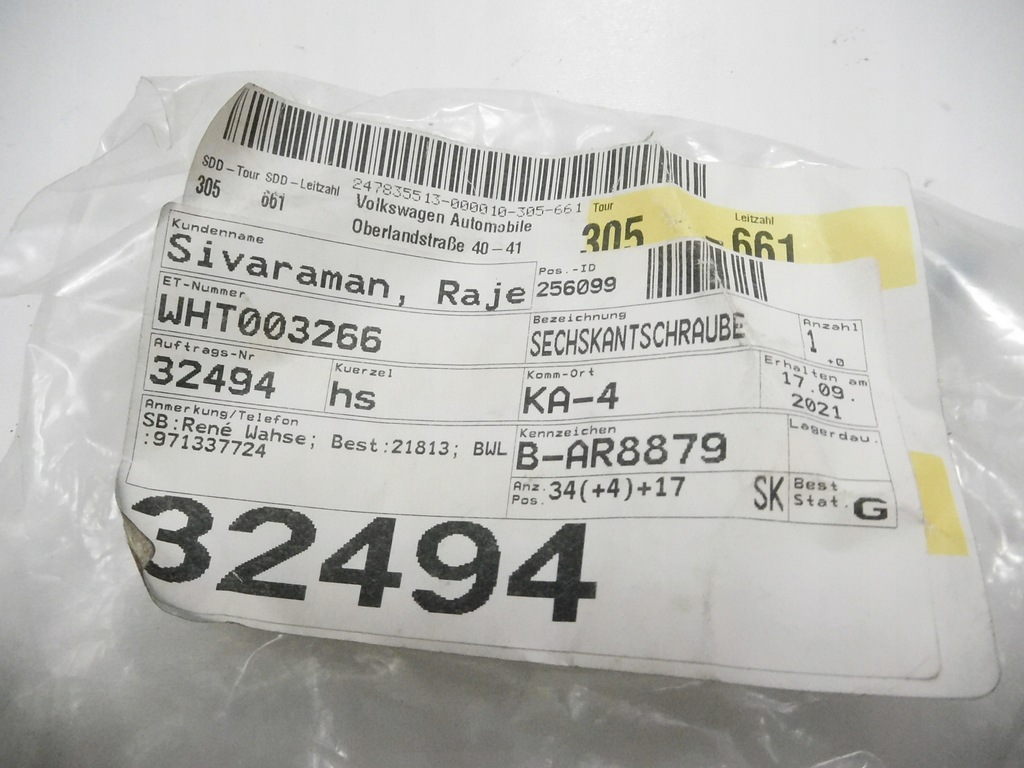 SDD-Tour SDD-Leitzahl
305 661
247835513-000010-305-661
Volkswagen Automobile
Oberlandstraße 40-41
Tour Leitzahl
305 - 661
Kundenname
Sivaraman, Raje
Pos.-ID
256099
ET-Nummer
WHT003266
Bezeichnung
SECHSKANTSCHRAUBE
Anzahl
1 +0
Auftrags-Nr
32494
Kuerzel
hs
Komm-Ort
KA-4
Erhalten am
17.09.
2021
Anmerkung/Telefon
SB:René Wahse; Best:21813; BWL
:971337724
Kennzeichen
B-AR8879
Lagerdau.
Anz.
Pos. 34(+4)+17
SK
Best
Stat. G
32494